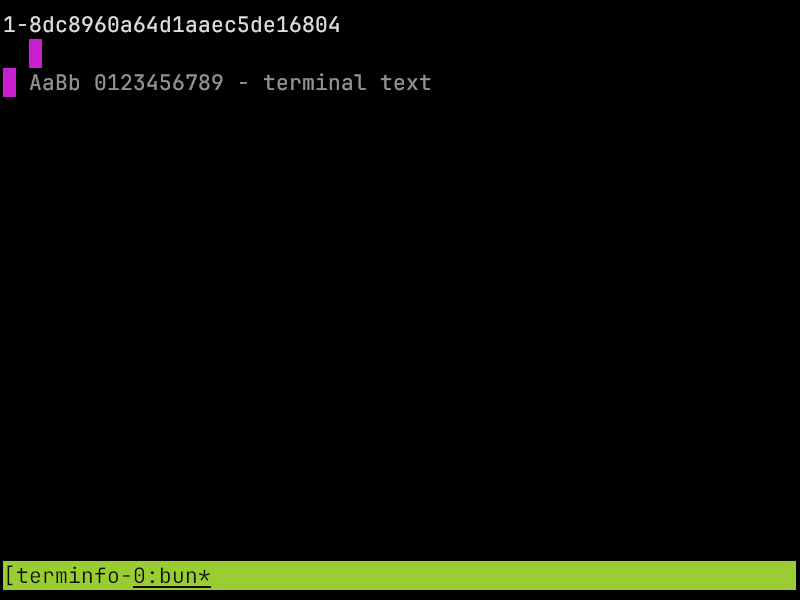 1-8dc8960a64d1aaec5de16804
AaBb 0123456789 - terminal text
[terminfo-0:bun*